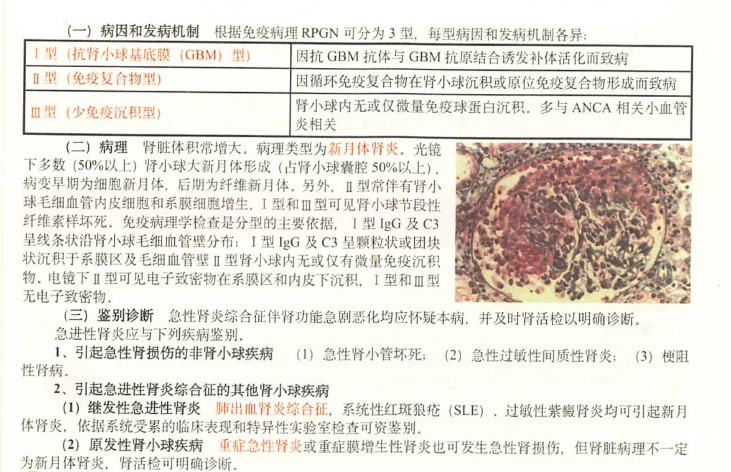 （一）病因和发病机制 根据免疫病理 RPGN 可分为 3 型，每型病因和发病机制各异：
Ⅰ型（抗肾小球基底膜（GBM）型） 因抗 GBM 抗体与 GBM 抗原结合诱发补体活化而致病
Ⅱ型（免疫复合物型） 因循环免疫复合物在肾小球沉积或原位免疫复合物形成而致病
Ⅲ型（少免疫沉积型） 肾小球内无或仅微量免疫球蛋白沉积。多与 ANCA 相关小血管
炎相关
（二）病理 肾脏体积常增大。病理类型为新月体肾炎。光镜
下多数（50%以上）肾小球大新月体形成（占肾小球囊腔 50%以上），
病变早期为细胞新月体，后期为纤维新月体。另外，Ⅱ型常伴有肾小
球毛细血管内皮细胞和系膜细胞增生，Ⅰ型和Ⅲ型可见肾小球节段性
纤维素样坏死。免疫病理学检查是分型的主要依据，Ⅰ型 IgG 及 C3
呈线条状沿肾小球毛细血管壁分布；Ⅰ型 IgG 及 C3 呈颗粒状或团块
状沉积于系膜区及毛细血管壁Ⅱ型肾小球内无或仅有微量免疫沉积
物。电镜下Ⅱ型可见电子致密物在系膜区和内皮下沉积，Ⅰ型和Ⅲ型
无电子致密物。
（三）鉴别诊断 急性肾炎综合征伴肾功能急剧恶化均应怀疑本病，并及时肾活检以明确诊断。
急进性肾炎应与下列疾病鉴别。
1、引起急性肾损伤的非肾小球疾病 （1）急性肾小管坏死；（2）急性过敏性间质性肾炎；（3）梗阻
性肾病。
2、引起急进性肾炎综合征的其他肾小球疾病
（1）继发性急进性肾炎 肺出血肾炎综合征，系统性红斑狼疮（SLE）、过敏性紫癜肾炎均可引起新月
体肾炎，依据系统受累的临床表现和特异性实验室检查可资鉴别。
（2）原发性肾小球疾病 重症急性肾炎或重症膜增生性肾炎也可发生急性肾损伤，但肾脏病理不一定
为新月体肾炎，肾活检可明确诊断。